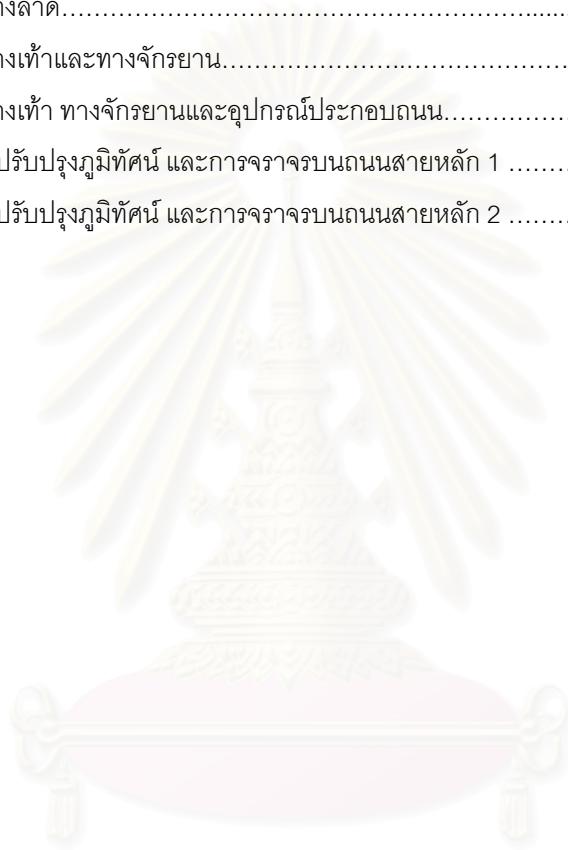 างลาด……………………………………………......
างเท้าและทางจักรยาน…………………..…………………
างเท้า ทางจักรยานและอุปกรณ์ประกอบถนน……………
ปรับปรุงภูมิทัศน์ และการจราจรบนถนนสายหลัก 1 ………
ปรับปรุงภูมิทัศน์ และการจราจรบนถนนสายหลัก 2 ………